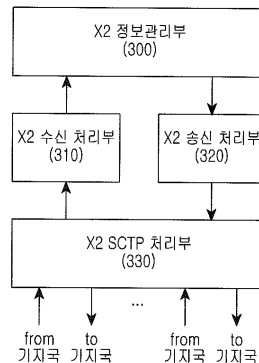 X2 정보관리부
(300)
X2 수신 처리부
(310)
X2 송신 처리부
(320)
X2 SCTP 처리부
(330)
...
from 기지국
to 기지국
from 기지국
to 기지국